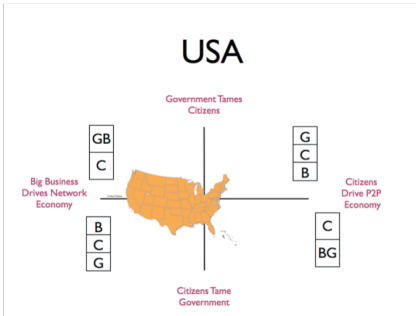 USA
Government Tames
Citizens
GB
C
G
C
B
Big Business
Drives Network
Economy
Citizens
Drive P2P
Economy
B
C
G
C
BG
Citizens Tame
Government